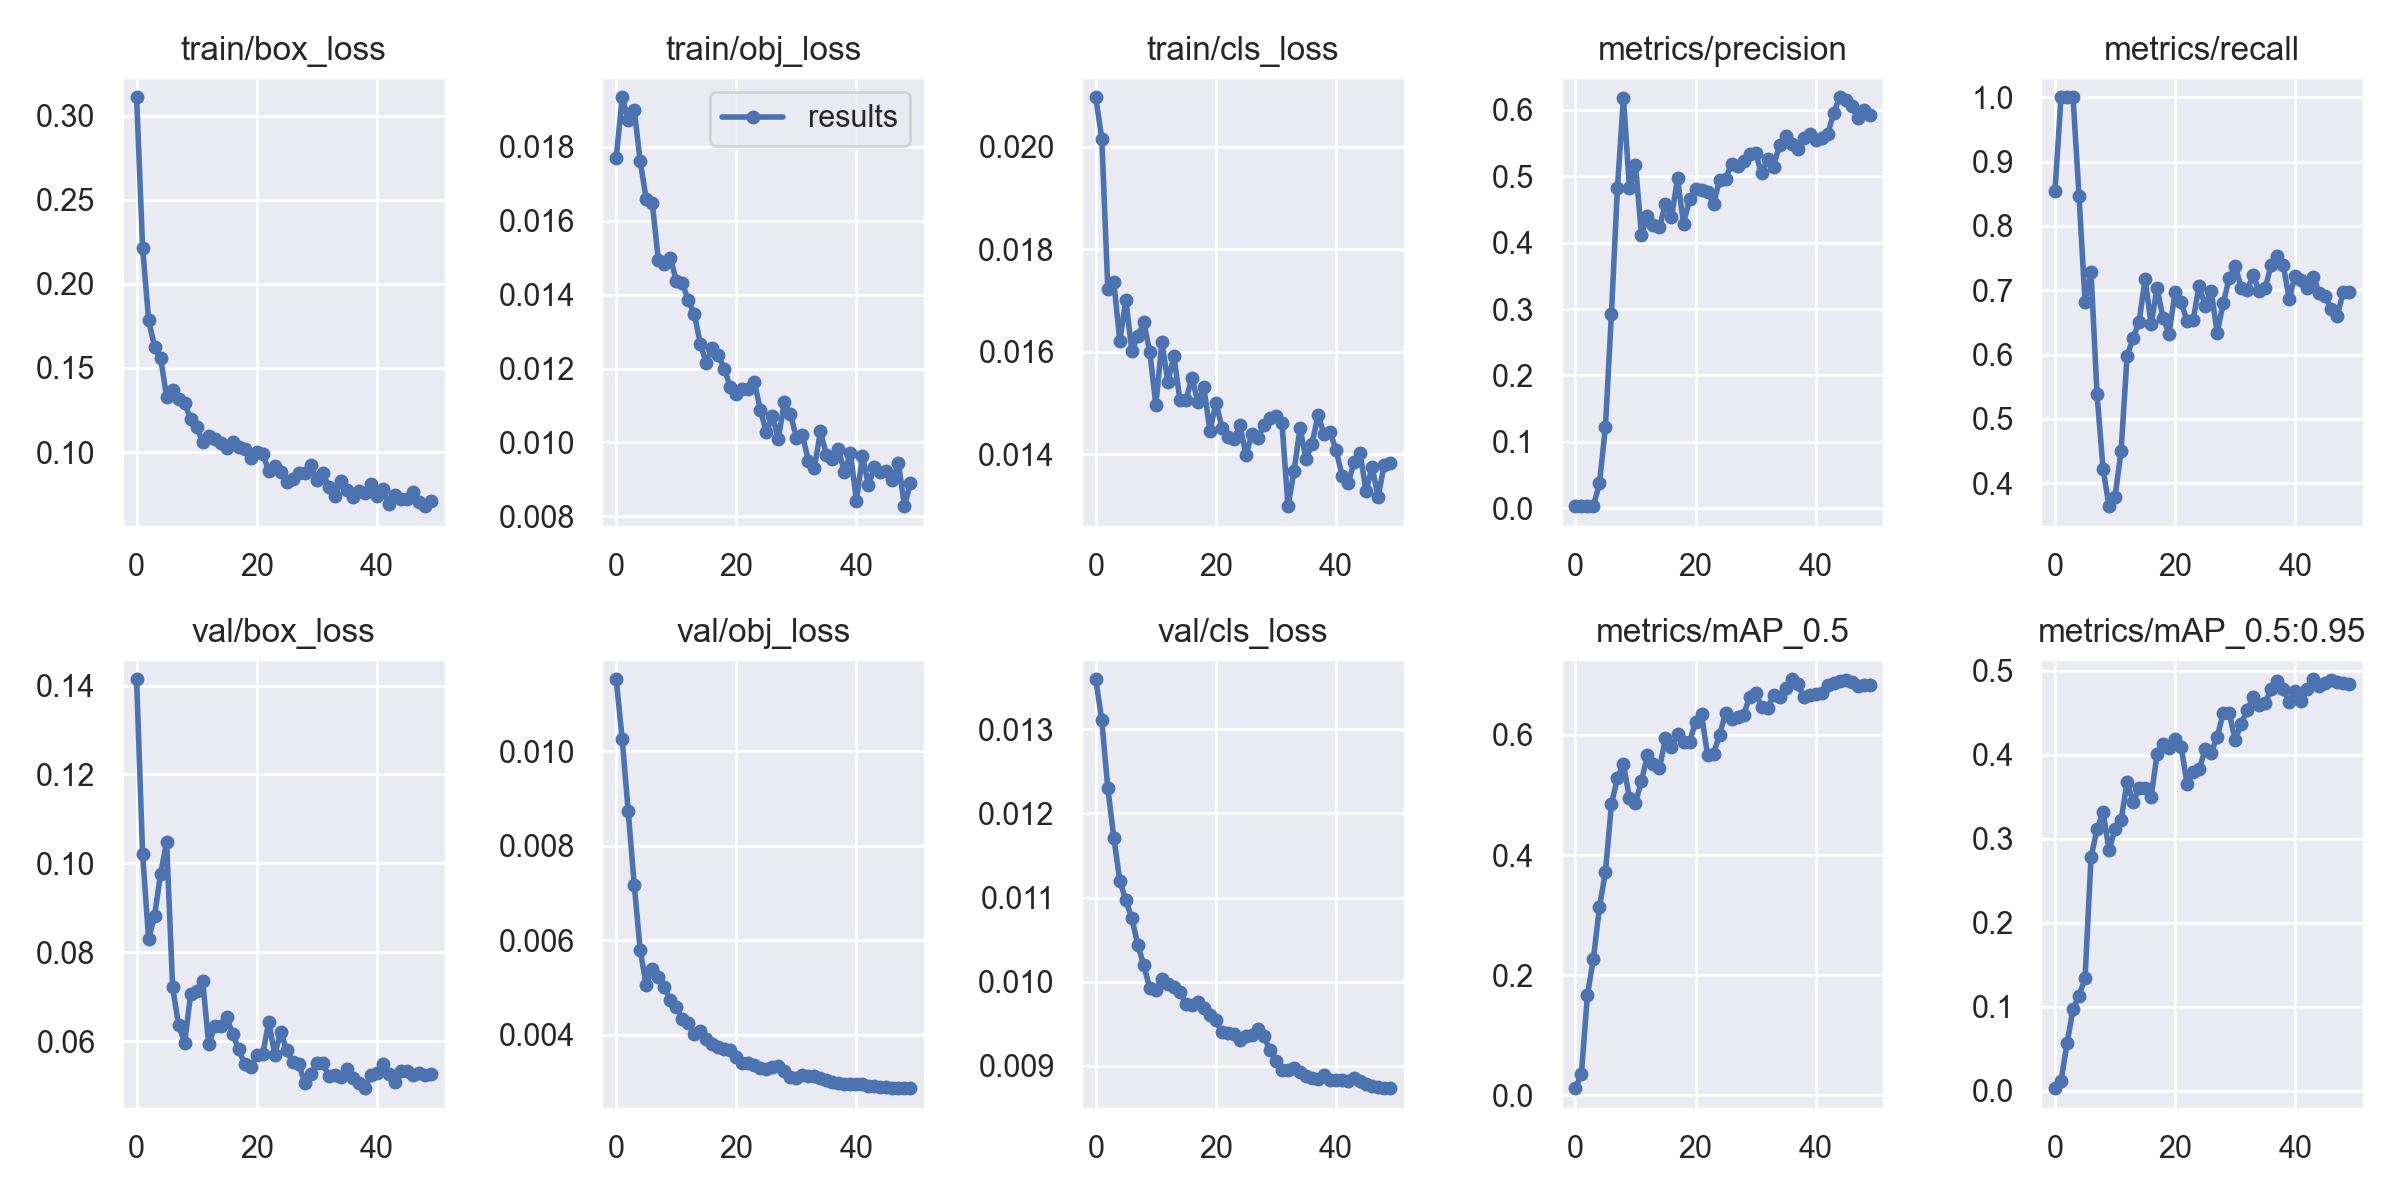 train/box_loss
0.30
0.25
0.20
0.15
0.10
0 20 40
train/obj_loss
results
0.018
0.016
0.014
0.012
0.010
0.008
0 20 40
train/cls_loss
0.020
0.018
0.016
0.014
0 20 40
metrics/precision
0.6
0.5
0.4
0.3
0.2
0.1
0.0
0 20 40
metrics/recall
1.0
0.9
0.8
0.7
0.6
0.5
0.4
0 20 40
val/box_loss
0.14
0.12
0.10
0.08
0.06
0 20 40
val/obj_loss
0.010
0.008
0.006
0.004
0 20 40
val/cls_loss
0.013
0.012
0.011
0.010
0.009
0 20 40
metrics/mAP_0.5
0.6
0.4
0.2
0.0
0 20 40
metrics/mAP_0.5:0.95
0.5
0.4
0.3
0.2
0.1
0.0
0 20 40